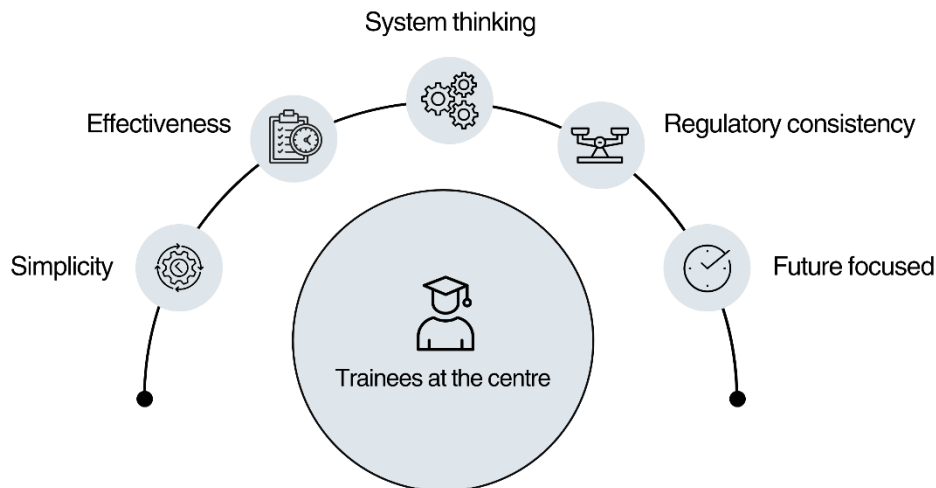 System thinking
Effectiveness
Regulatory consistency
Simplicity
Future focused
Trainees at the centre